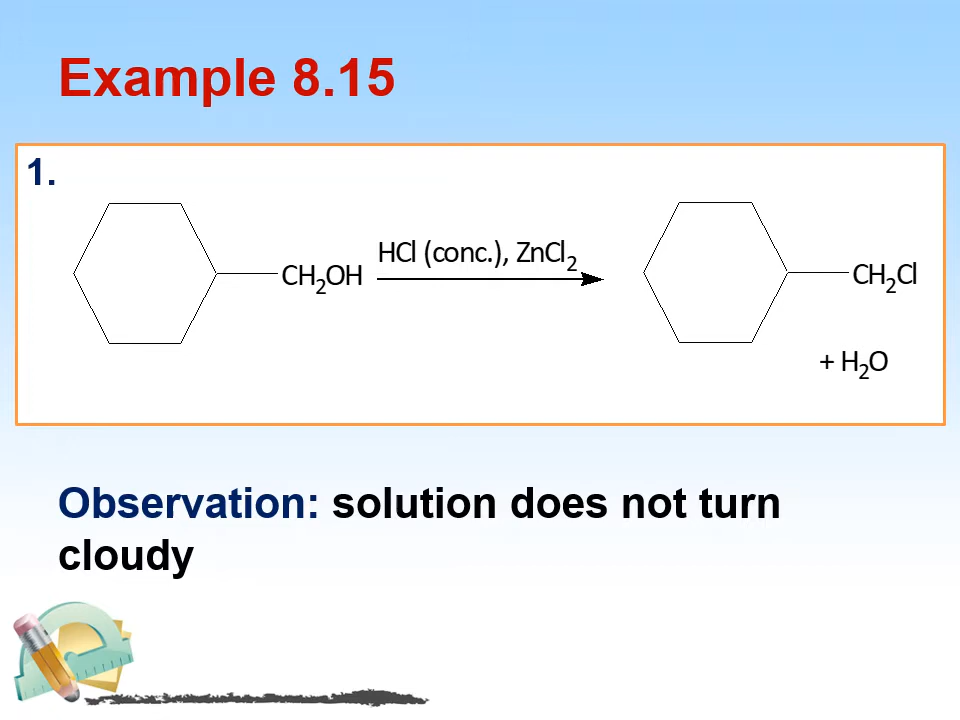 Example 8.15
1.
HCl (conc.), ZnCl2
CH2OH
CH2Cl
+ H2O
Observation: solution does not turn
cloudy